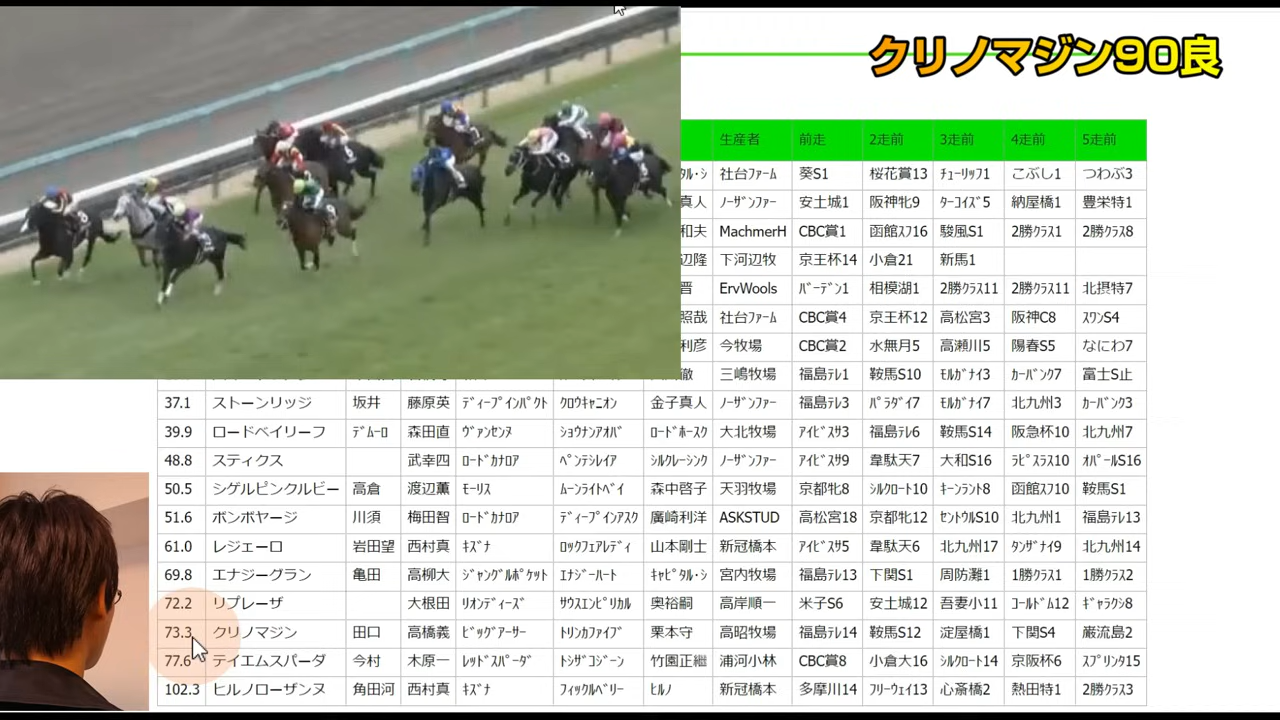 クリノマジン90良
生産者 前走 2走前 3走前 4走前 5走前
ﾀﾙ･ｼ 社台ﾌｧｰﾑ 葵S1 桜花賞13 ﾁｭｰﾘｯﾌﾟ1 こぶし1 つわぶ3
真人 ﾉｰｻﾞﾝﾌｧｰ 安土城1 阪神牝9 ﾀｰｺｲｽﾞ5 納屋橋1 豊栄特1
和夫 MachmerH CBC賞1 函館ｽﾌﾟ16 駿風S1 2勝ｸﾗｽ1 2勝ｸﾗｽ8
辺隆 下河辺牧 京王杯14 小倉21 新馬1
晋 ErvWools ﾊﾞｰﾃﾞﾝ1 相模湖1 2勝ｸﾗｽ11 2勝ｸﾗｽ11 北摂特7
照哉 社台ﾌｧｰﾑ CBC賞4 京王杯12 高松宮3 阪神C8 ｽﾜﾝS4
利彦 今牧場 CBC賞2 水無月5 高瀬川5 陽春S5 なにわ7
徹 三嶋牧場 福島ﾃﾚ1 鞍馬S10 ﾓﾙｶﾞﾅｲ3 ｶｰﾊﾞﾝｸ7 富士S止
37.1 ストーンリッジ 坂井 藤原英 ﾃﾞｨｰﾌﾟｲﾝﾊﾟｸﾄ ｸﾛｳｷｬﾆｵﾝ 金子真人 ﾉｰｻﾞﾝﾌｧｰ 福島ﾃﾚ3 ﾊﾟﾗﾀﾞｲ7 ﾓﾙｶﾞﾅｲ7 北九州3 ｶｰﾊﾞﾝｸ3
39.9 ロードベイリーフ ﾃﾞﾑｰﾛ 森田直 ｳﾞｧﾝｾﾝﾇ ｼｮｳﾅﾝｱｵﾊﾞ ﾛｰﾄﾞﾎｰｽｸ 大北牧場 ｱｲﾋﾞｽｻ3 福島ﾃﾚ6 鞍馬S14 阪急杯10 北九州7
48.8 スティクス 武幸四 ﾛｰﾄﾞｶﾅﾛｱ ﾍﾟﾝﾃｼﾚｲｱ ｼﾙｸﾚｰｼﾝｸ ﾉｰｻﾞﾝﾌｧｰ ｱｲﾋﾞｽｻ9 韋駄天7 大和S16 ﾗﾋﾟｽﾗｽ10 ｵﾊﾟｰﾙS16
50.5 シゲルピンクルビー 高倉 渡辺薫 ﾓｰﾘｽ ﾑｰﾝﾗｲﾄﾍﾞｲ 森中啓子 天羽牧場 京都牝8 ｼﾙｸﾛｰﾄ10 ｷｰﾝﾗﾝﾄ8 函館ｽﾌﾟ10 鞍馬S1
51.6 ボンボヤージ 川須 梅田智 ﾛｰﾄﾞｶﾅﾛｱ ﾃﾞｨｰﾌﾟｲﾝｱｽｸ 廣崎利洋 ASKSTUD 高松宮18 京都牝12 ｾﾝﾄｳﾙS10 北九州1 福島ﾃﾚ13
61.0 レジェーロ 岩田望 西村真 ｷｽﾞﾅ ﾛｯｸﾌｪｱﾚﾃﾞｨ 山本剛士 新冠橋本 ｱｲﾋﾞｽｻ5 韋駄天6 北九州17 ﾀﾝｻﾞﾅｲ9 北九州14
69.8 エナジーグラン 亀田 高柳大 ｼﾞｬﾝｸﾞﾙﾎﾟｹｯﾄ ｴﾅｼﾞｰﾊｰﾄ ｷｬﾋﾟﾀﾙ･ｼ 宮内牧場 福島ﾃﾚ13 下関S1 周防灘1 1勝ｸﾗｽ1 1勝ｸﾗｽ2
72.2 リプレーザ 大根田 ﾘｵﾝﾃﾞｨｰｽﾞ ｻｳｽｴﾝﾋﾟﾘｶﾙ 奥裕嗣 高岸順一 米子S6 安土城12 吾妻小11 ｺｰﾙﾄﾞﾑ12 ｷﾞｬﾗｸｼ8
73.3 クリノマジン 田口 高橋義 ﾋﾞｯｸﾞｱｰｻｰ ﾄﾘﾝｶﾌｧｲﾌﾞ 栗本守 高昭牧場 福島ﾃﾚ14 鞍馬S12 淀屋橋1 下関S4 巌流島2
77.6 テイエムスパーダ 今村 木原一 ﾚｯﾄﾞｽﾊﾟｰﾀﾞ ﾄｼｻﾞｺﾞｼﾞｰﾝ 竹園正繼 浦河小林 CBC賞8 小倉大16 ｼﾙｸﾛｰﾄ14 京阪杯6 ｽﾌﾟﾘﾝﾀ15
102.3 ヒルノローザンヌ 角田河 西村真 ｷｽﾞﾅ ﾌｨｯｸﾙﾍﾞﾘｰ ﾋﾙﾉ 新冠橋本 多摩川14 ﾌﾘｰｳｪｲ13 心斎橋2 熱田特1 2勝ｸﾗｽ3